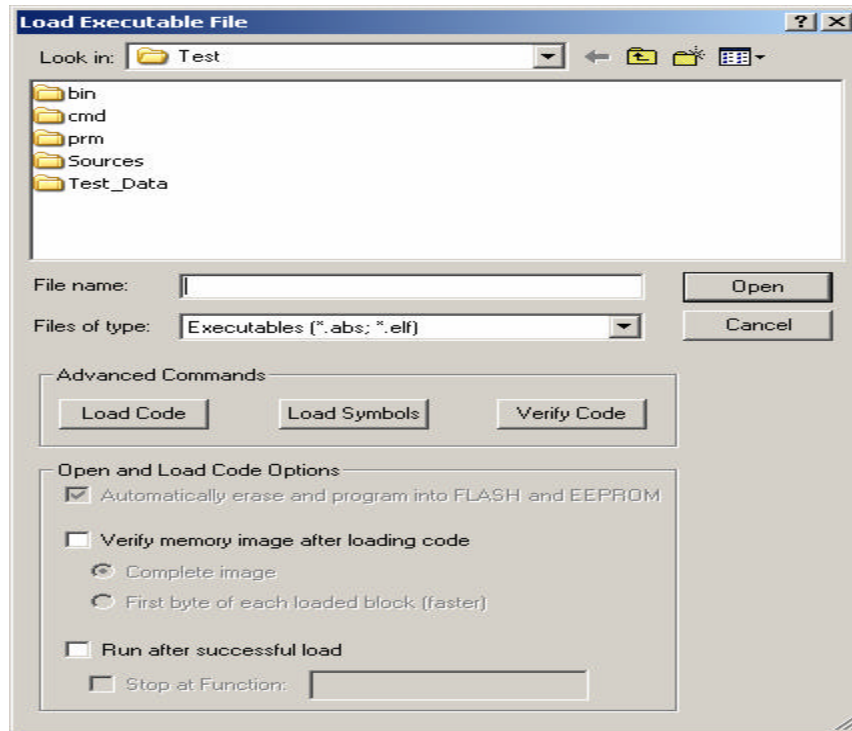 Load Executable File
Look in: Test
bin
cmd
prm
Sources
Test_Data
File name: Open
Files of type: Executables (*.abs; *.elf) Cancel
Advanced Commands
Load Code Load Symbols Verify Code
Open and Load Code Options
Automatically erase and program into FLASH and EEPROM
Verify memory image after loading code
Complete image
First byte of each loaded block (faster)
Run after successful load
Stop at Function: